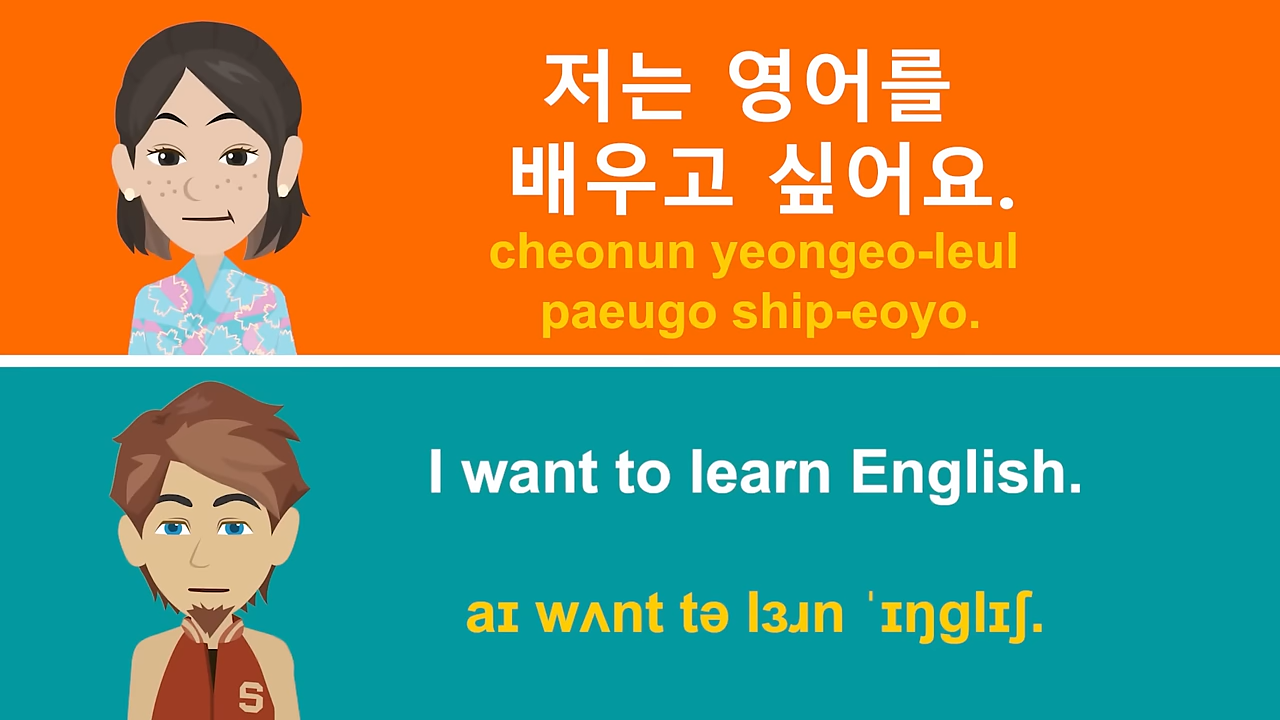 저는 영어를
배우고 싶어요.
cheonun yeongeo-leul
paeugo ship-eoyo.
I want to learn English.
aɪ wʌnt tə lɜɹn ˈɪŋglɪʃ.
S